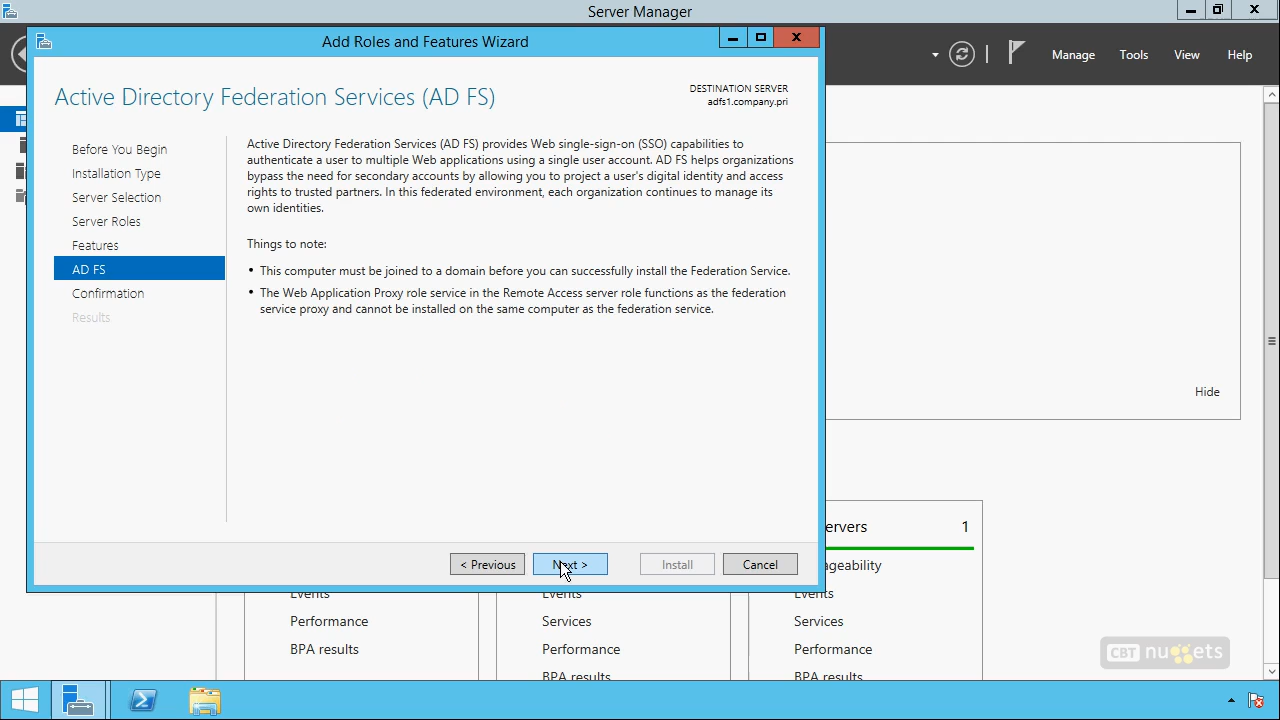 Server Manager
Add Roles and Features Wizard
Manage
Tools
View
Help
Active Directory Federation Services (AD FS)
DESTINATION SERVER
adfs1.company.pri
Before You Begin
Installation Type
Server Selection
Server Roles
Features
AD FS
Confirmation
Results
Active Directory Federation Services (AD FS) provides Web single-sign-on (SSO) capabilities to
authenticate a user to multiple Web applications using a single user account. AD FS helps organizations
bypass the need for secondary accounts by allowing you to project a user's digital identity and access
rights to trusted partners. In this federated environment, each organization continues to manage its
own identities.
Things to note:
• This computer must be joined to a domain before you can successfully install the Federation Service.
• The Web Application Proxy role service in the Remote Access server role functions as the federation
service proxy and cannot be installed on the same computer as the federation service.
< Previous
Next >
Install
Cancel
Hide
ervers 1
ageability
Events
Performance
BPA results
Events
Services
Performance
BPA results
Events
Services
Performance
BPA results
CBT nuggets